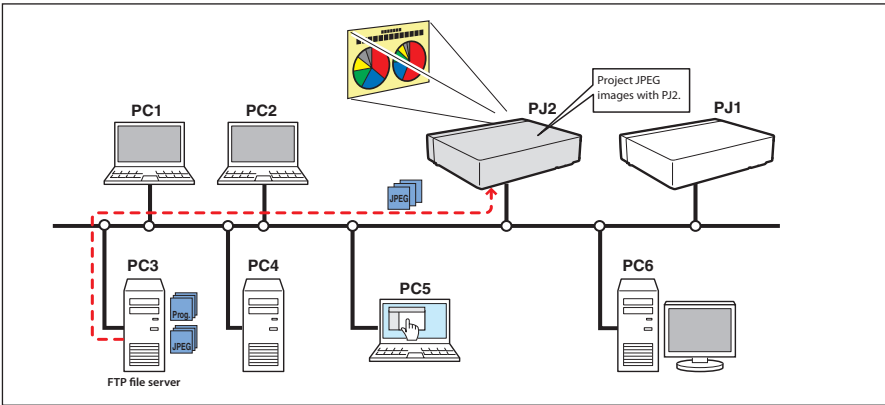 Project JPEG
images with PJ2.
PC1
PC2
PJ2
PJ1
JPEG
PC3
PC4
PC5
PC6
Prog.
JPEG
FTP file server